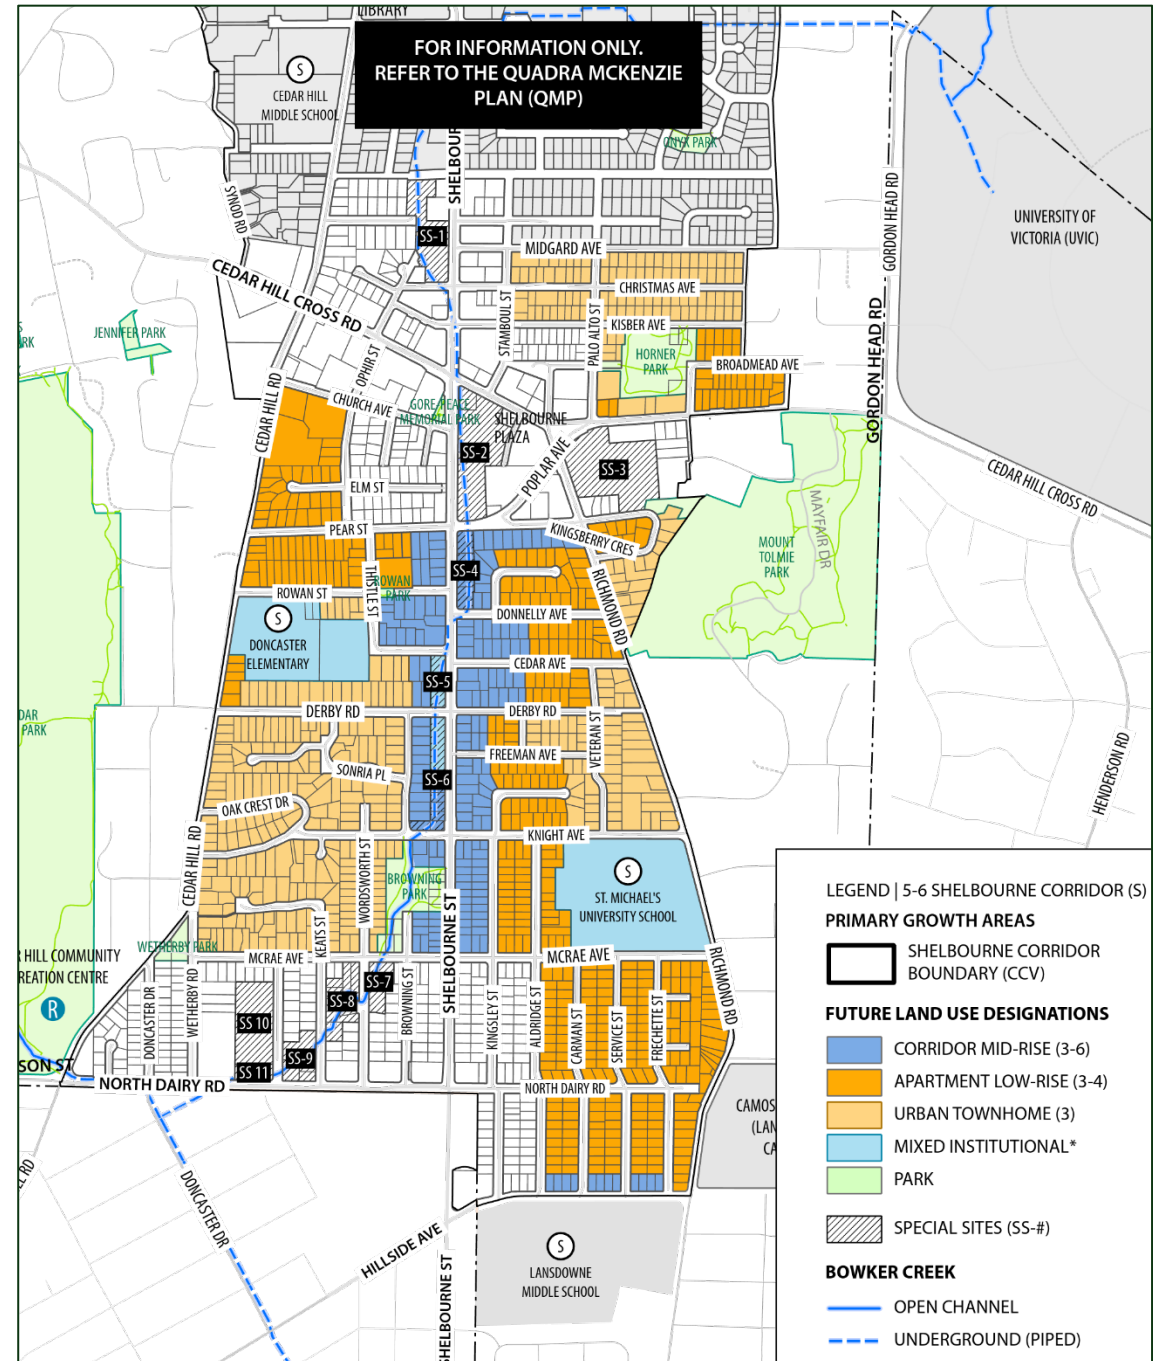 LIBRARY
FOR INFORMATION ONLY.
REFER TO THE QUADRA MCKENZIE
PLAN (QMP)
S
CEDAR HILL
MIDDLE SCHOOL
ONYX PARK
SYNOD RD
SHELBOUR
GORDON HEAD RD
UNIVERSITY OF
VICTORIA (UVIC)
SS-1
MIDGARD AVE
CEDAR HILL CROSS RD
CHRISTMAS AVE
STAMBOUL ST
PALO ALTO ST
KISBER AVE
JENNIFER PARK
RK
HORNER
PARK
BROADMEAD AVE
OPHIR ST
GORDON HEAD RD
CEDAR HILL RD
CHURCH AVE
GORE PEACE
MEMORIAL PARK
SHELBOURNE
PLAZA
SS-2
POPLAR AVE
SS-3
CEDAR HILL CROSS RD
ELM ST
MAYFAIR DR
PEAR ST
KINGSBERRY CRES
MOUNT
TOLMIE
PARK
THISTLE ST
ROWAN
PARK
SS-4
RICHMOND RD
ROWAN ST
DONNELLY AVE
S
DONCASTER
ELEMENTARY
CEDAR AVE
SS-5
DAR
PARK
DERBY RD
DERBY RD
VETERAN ST
FREEMAN AVE
HENDERSON RD
SONRIA PL
SS-6
OAK CREST DR
CEDAR HILL RD
KNIGHT AVE
WORDSWORTH ST
BROWNING
PARK
S
ST. MICHAEL'S
UNIVERSITY SCHOOL
SHELBOURNE ST
KEATS ST
WETHERBY PARK
MCRAE AVE
MCRAE AVE
RICHMOND RD
R HILL COMMUNITY
REATION CENTRE
R
DONCASTER DR
WETHERBY RD
SS-7
SS-8
BROWNING ST
KINGSLEY ST
ALDRIDGE ST
CARMAN ST
SERVICE ST
FRECHETTE ST
SS 10
SS-9
SS 11
SON ST
NORTH DAIRY RD
NORTH DAIRY RD
CAMOS
(LAN
CA
LL RD
DONCASTER DR
HILLSIDE AVE
SHELBOURNE ST
S
LANSDOWNE
MIDDLE SCHOOL
LEGEND | 5-6 SHELBOURNE CORRIDOR (S)
PRIMARY GROWTH AREAS
SHELBOURNE CORRIDOR
BOUNDARY (CCV)
FUTURE LAND USE DESIGNATIONS
CORRIDOR MID-RISE (3-6)
APARTMENT LOW-RISE (3-4)
URBAN TOWNHOME (3)
MIXED INSTITUTIONAL*
PARK
SPECIAL SITES (SS-#)
BOWKER CREEK
OPEN CHANNEL
UNDERGROUND (PIPED)